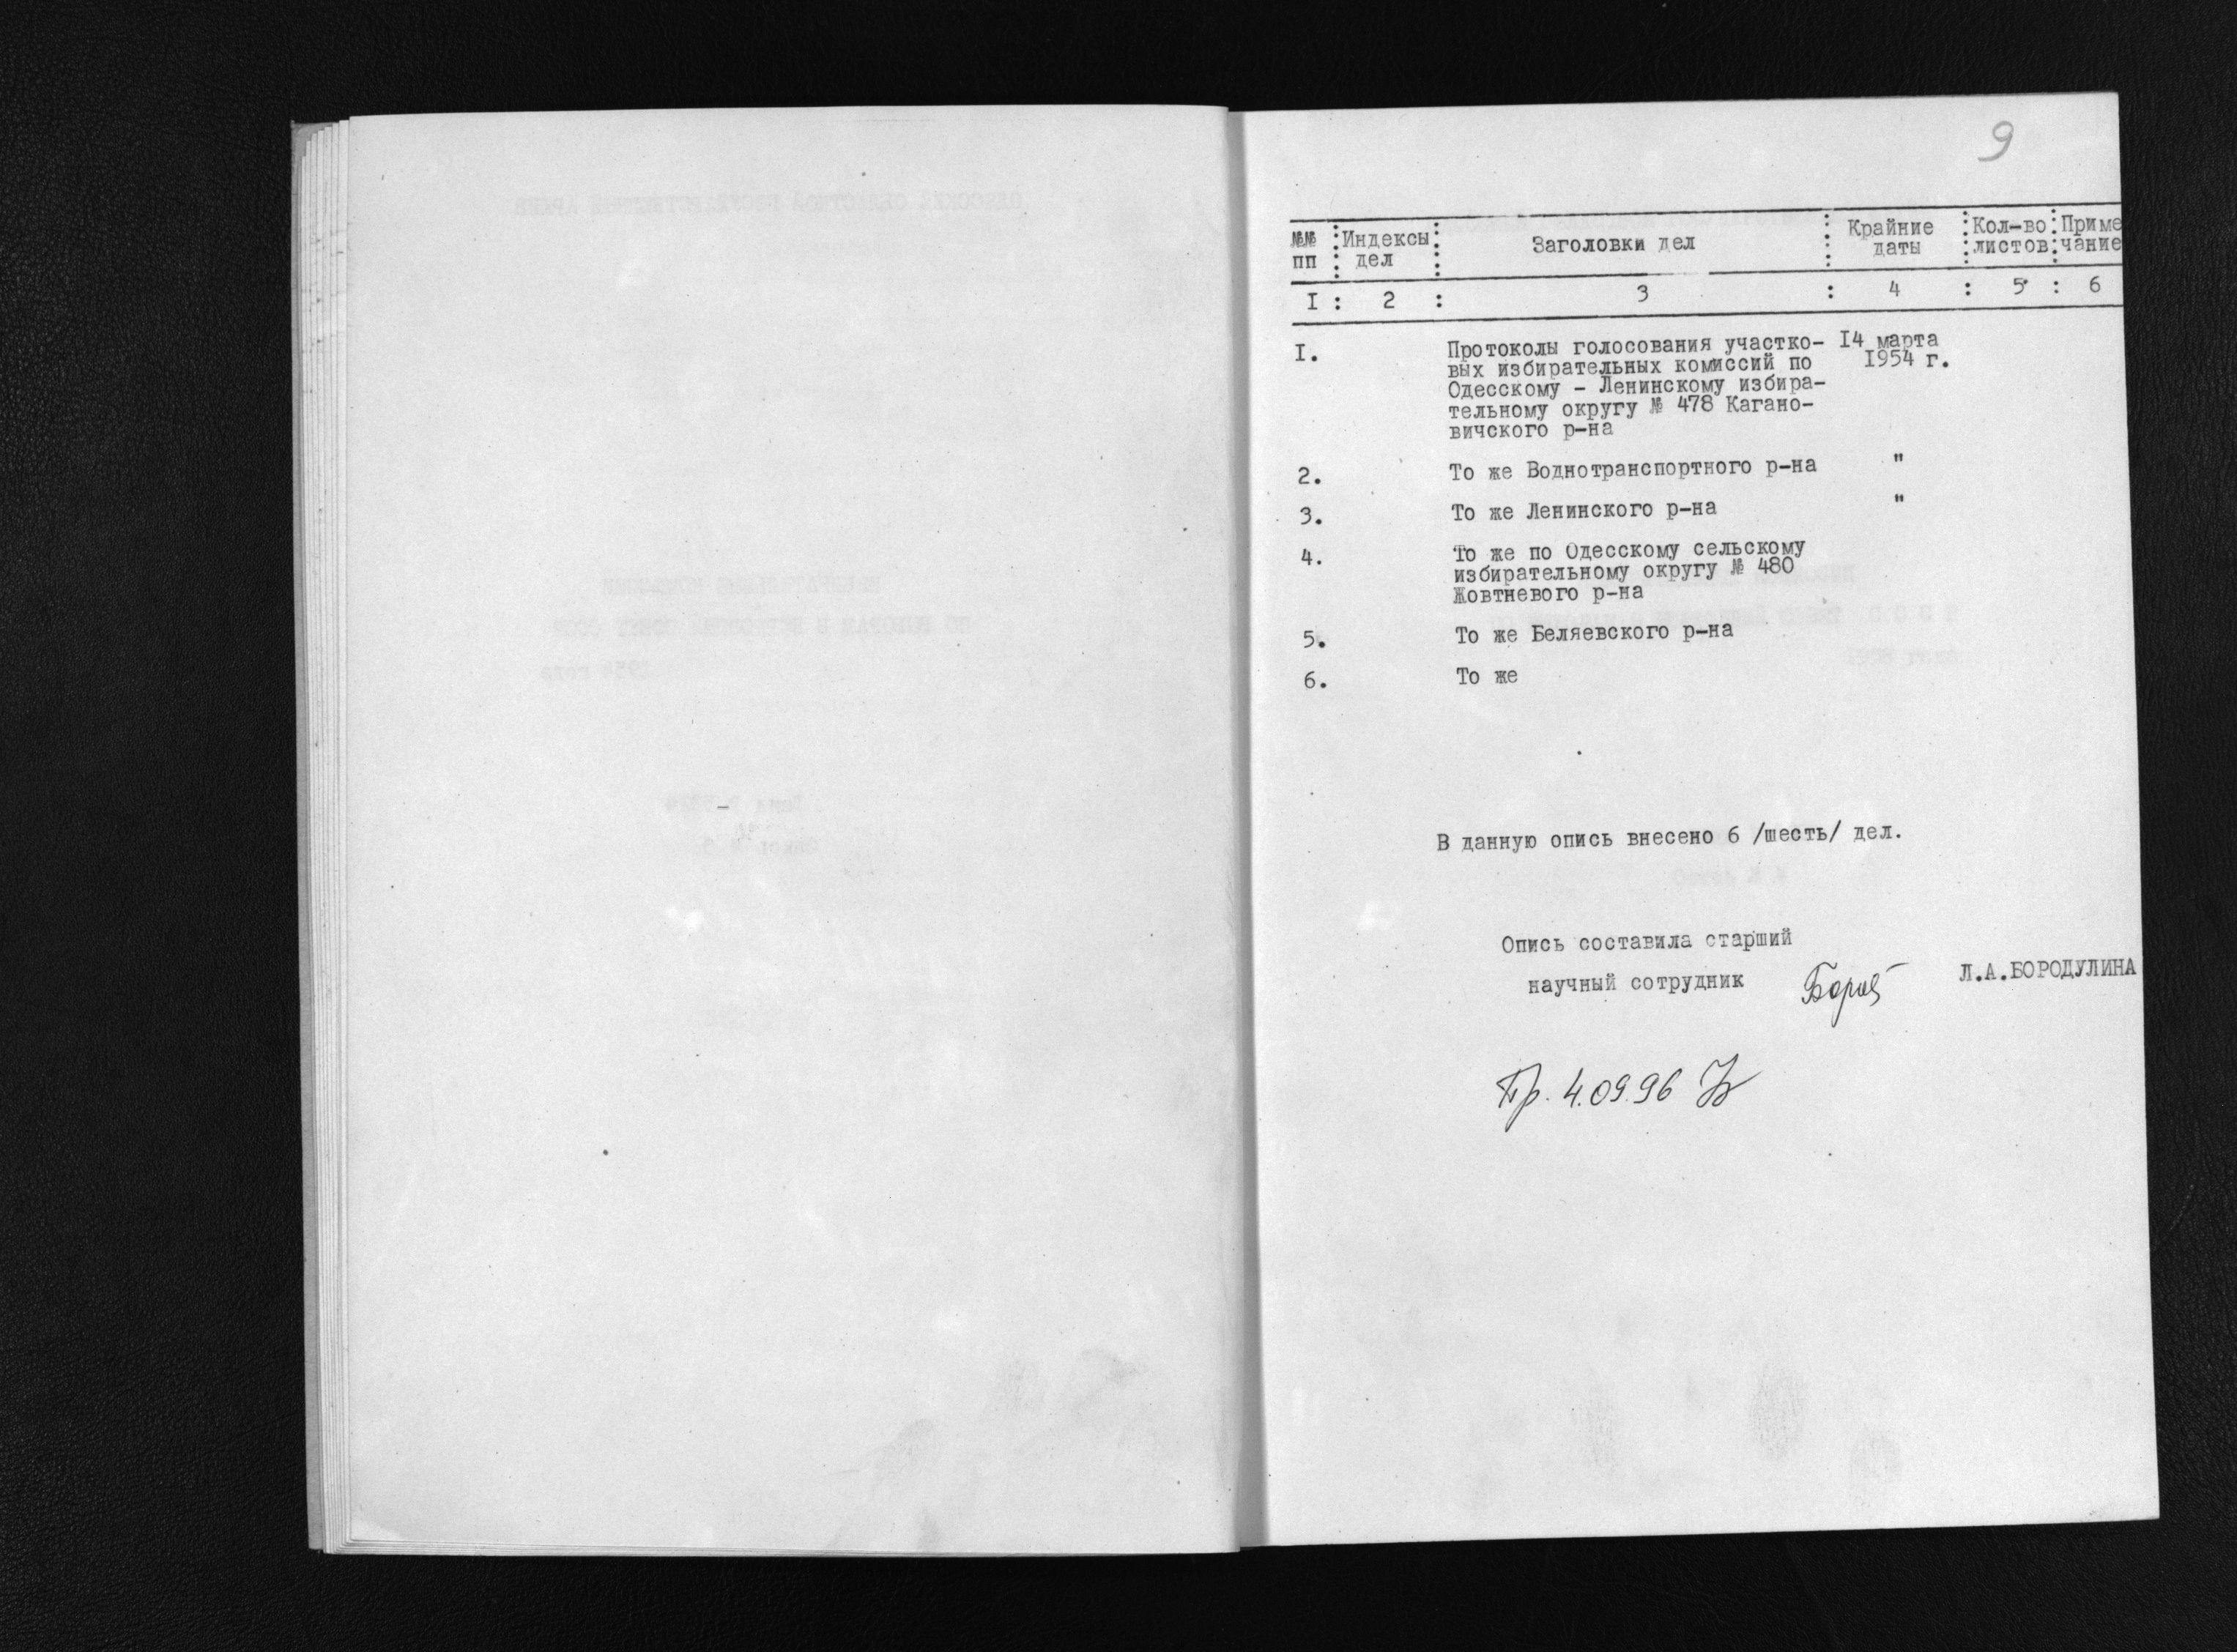 9
№№ : Индексы : Заголовки дел : Крайние : Кол-во : Приме
пп : дел : даты : листов : чание
I : 2 : 3 : 4 : 5 : 6
I. Протоколы голосования участко- I4 марта
вых избирательных комиссий по I954 г.
Одесскому - Ленинскому избира-
тельному округу № 478 Кагано-
вичского р-на
2. То же Воднотранспортного р-на "
3. То же Ленинского р-на "
4. То же по Одесскому сельскому
избирательному округу № 480
Жовтневого р-на
5. То же Беляевского р-на
6. То же
В данную опись внесено 6 /шесть/ дел.
Опись составила старший
научный сотрудник Л.А.БОРОДУЛИНА
Пр. 4.09.96